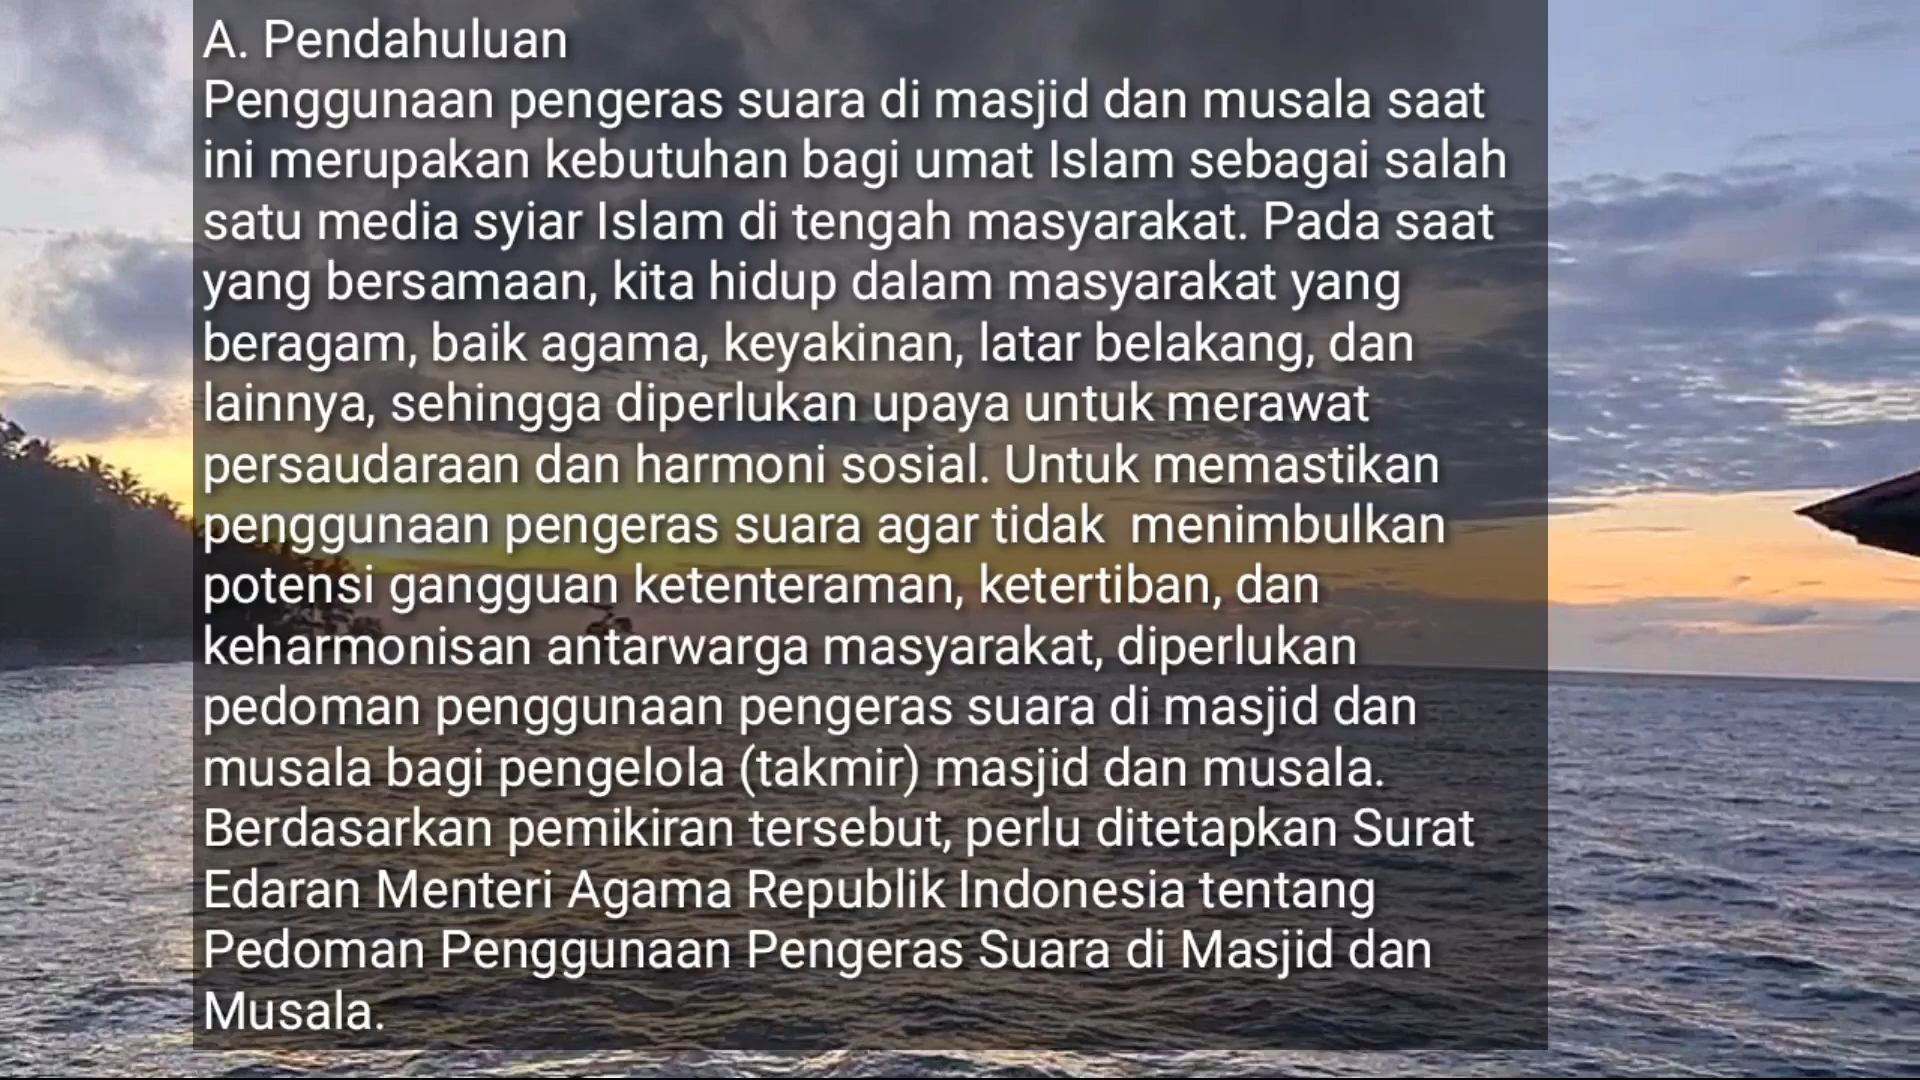 A. Pendahuluan
Penggunaan pengeras suara di masjid dan musala saat
ini merupakan kebutuhan bagi umat Islam sebagai salah
satu media syiar Islam di tengah masyarakat. Pada saat
yang bersamaan, kita hidup dalam masyarakat yang
beragam, baik agama, keyakinan, latar belakang, dan
lainnya, sehingga diperlukan upaya untuk merawat
persaudaraan dan harmoni sosial. Untuk memastikan
penggunaan pengeras suara agar tidak  menimbulkan
potensi gangguan ketenteraman, ketertiban, dan
keharmonisan antarwarga masyarakat, diperlukan
pedoman penggunaan pengeras suara di masjid dan
musala bagi pengelola (takmir) masjid dan musala.
Berdasarkan pemikiran tersebut, perlu ditetapkan Surat
Edaran Menteri Agama Republik Indonesia tentang
Pedoman Penggunaan Pengeras Suara di Masjid dan
Musala.